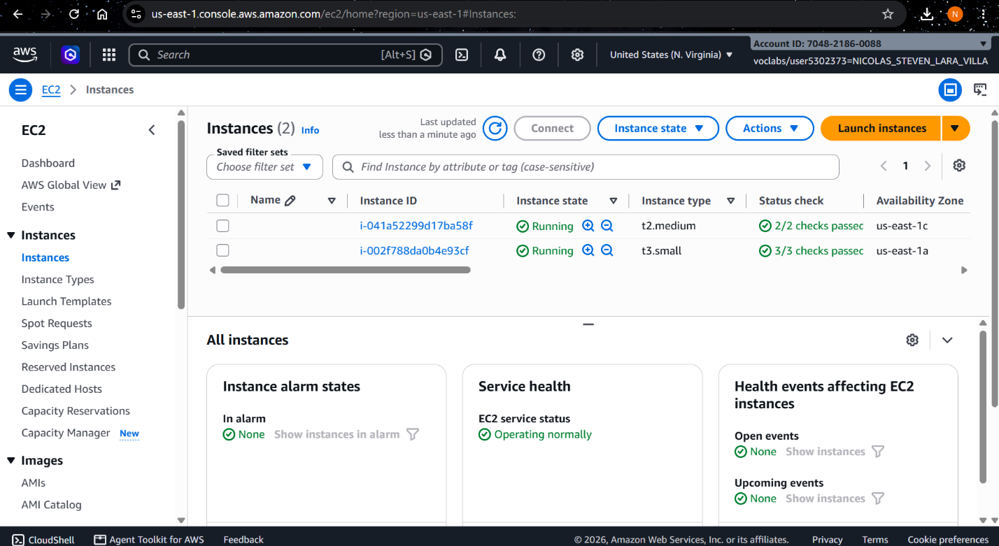 us-east-1.console.aws.amazon.com/ec2/home?region=us-east-1#Instances:
N
aws
Search
[Alt+S]
United States (N. Virginia)
Account ID: 7048-2186-0088
voclabs/user5302373=NICOLAS_STEVEN_LARA_VILLA
EC2
Instances
EC2
Dashboard
AWS Global View
Events
Instances
Instances
Instance Types
Launch Templates
Spot Requests
Savings Plans
Reserved Instances
Dedicated Hosts
Capacity Reservations
Capacity Manager New
Images
AMIs
AMI Catalog
Instances (2) Info
Last updated
less than a minute ago
Connect
Instance state
Actions
Launch instances
Saved filter sets
Choose filter set
Find Instance by attribute or tag (case-sensitive)
1
Name Instance ID Instance state Instance type Status check Availability Zone
i-041a52299d17ba58f Running t2.medium 2/2 checks passec us-east-1c
i-002f788da0b4e93cf Running t3.small 3/3 checks passec us-east-1a
All instances
Instance alarm states
In alarm
None Show instances in alarm
Service health
EC2 service status
Operating normally
Health events affecting EC2
instances
Open events
None Show instances
Upcoming events
None Show instances
CloudShell Agent Toolkit for AWS Feedback © 2026, Amazon Web Services, Inc. or its affiliates. Privacy Terms Cookie preferences